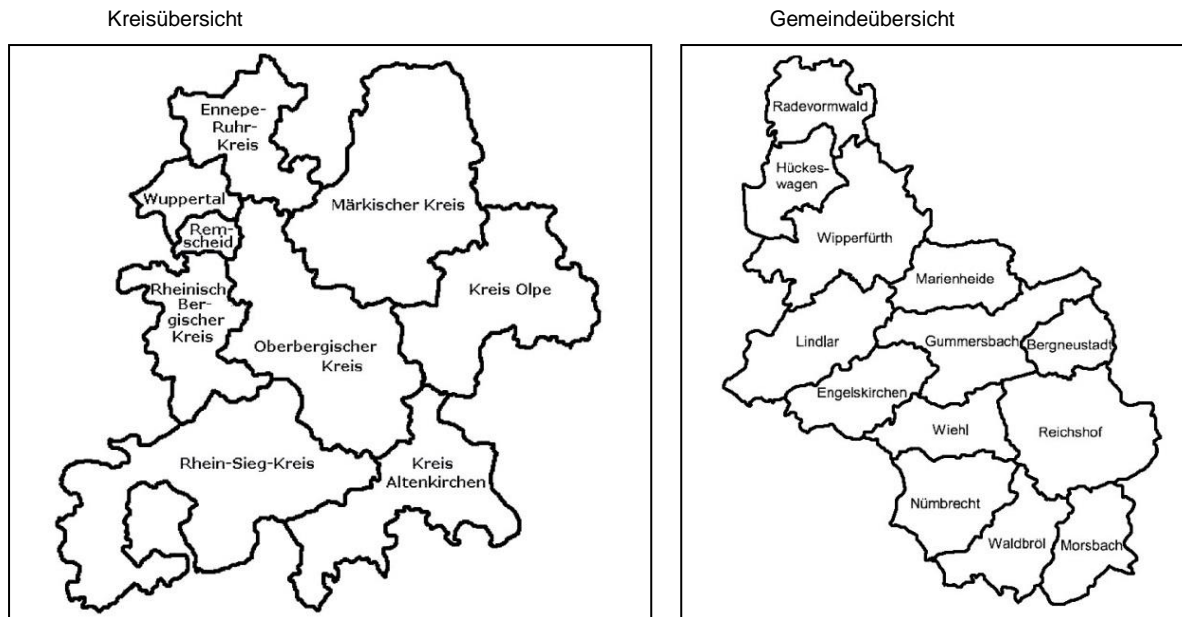 Kreisübersicht
Ennepe-
Ruhr-
Kreis
Wuppertal
Rem-
scheid
Märkischer Kreis
Rheinisch
Ber-
gischer
Kreis
Kreis Olpe
Oberbergischer
Kreis
Rhein-Sieg-Kreis
Kreis
Altenkirchen
Gemeindeübersicht
Radevormwald
Hückes-
wagen
Wipperfürth
Marienheide
Lindlar
Gummersbach
Bergneustadt
Engelskirchen
Wiehl
Reichshof
Nümbrecht
Waldbröl
Morsbach